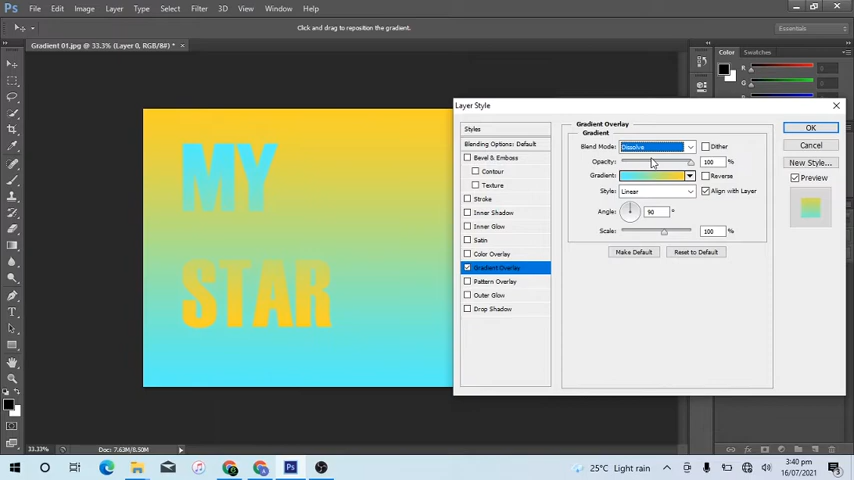 Ps File Edit Image Layer Type Select Filter 3D View Window Help
Click and drag to reposition the gradient.
Essentials
Gradient 01.jpg @ 33.3% (Layer 0, RGB/8#) * ×
Color Swatches
R 0
G 0
MY
STAR
Layer Style
Styles
Blending Options: Default
Bevel & Emboss
Contour
Texture
Stroke
Inner Shadow
Inner Glow
Satin
Color Overlay
Gradient Overlay
Pattern Overlay
Outer Glow
Drop Shadow
Gradient Overlay
Gradient
Blend Mode: Dissolve Dither
Opacity: 100 %
Gradient: Reverse
Style: Linear Align with Layer
Angle: 90 °
Scale: 100 %
Make Default Reset to Default
OK
Cancel
New Style...
Preview
33.33% Doc: 7.63M/8.50M
25°C Light rain
3:40 pm
16/07/2021